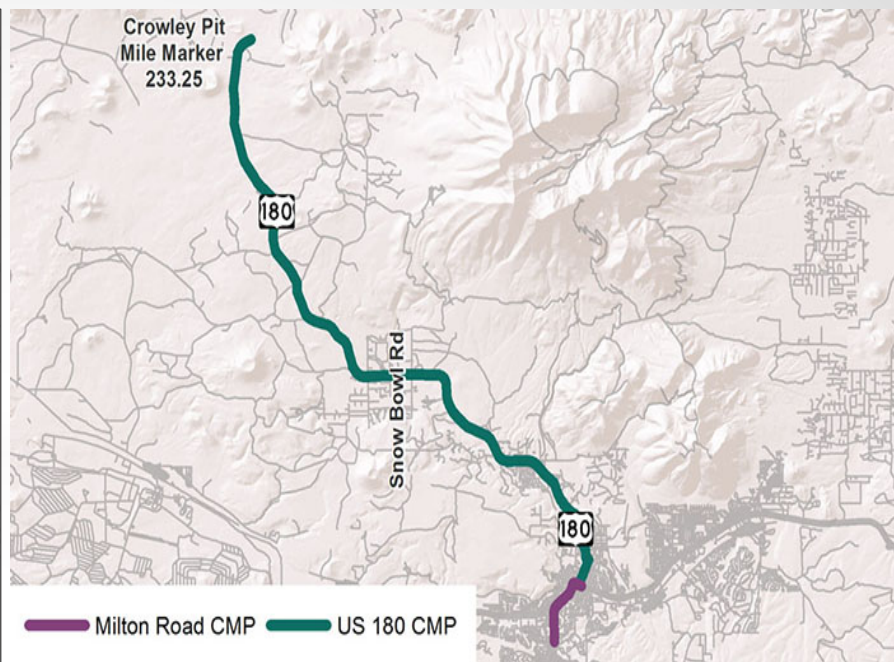 Crowley Pit
Mile Marker
233.25
180
Snow Bowl Rd
180
Milton Road CMP
US 180 CMP